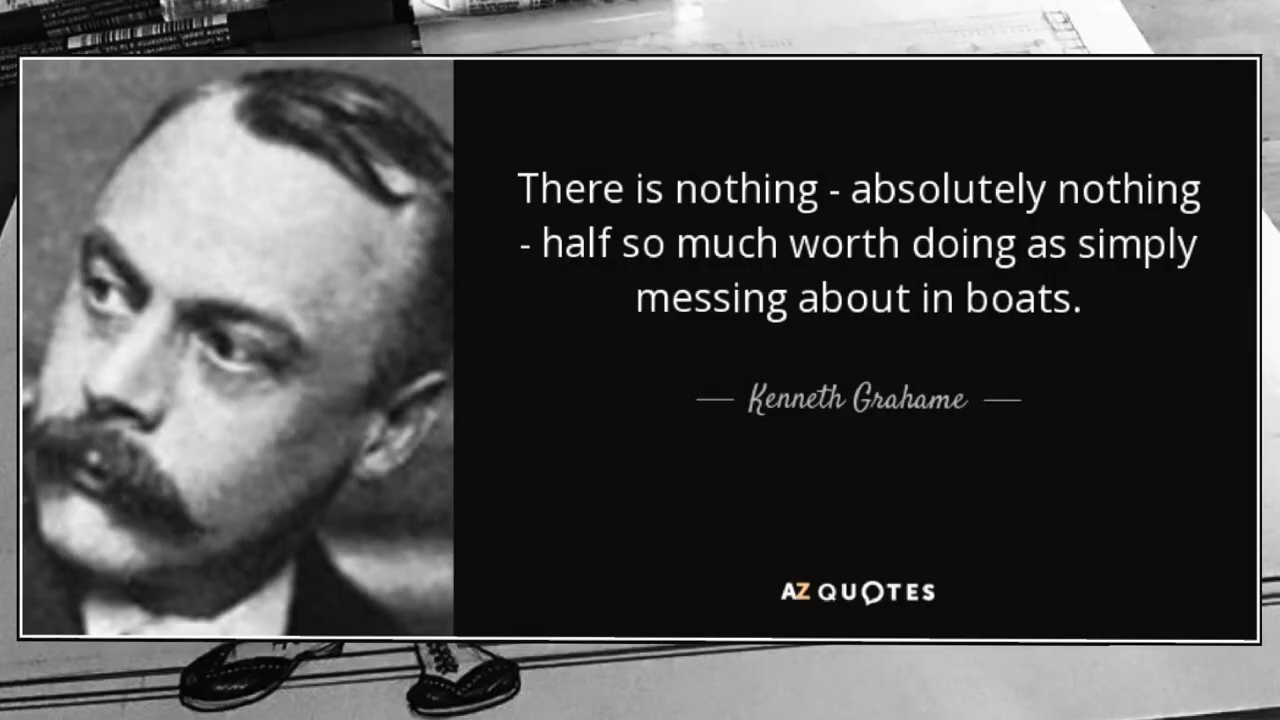 There is nothing - absolutely nothing
- half so much worth doing as simply
messing about in boats.
Kenneth Grahame
AZ QUOTES